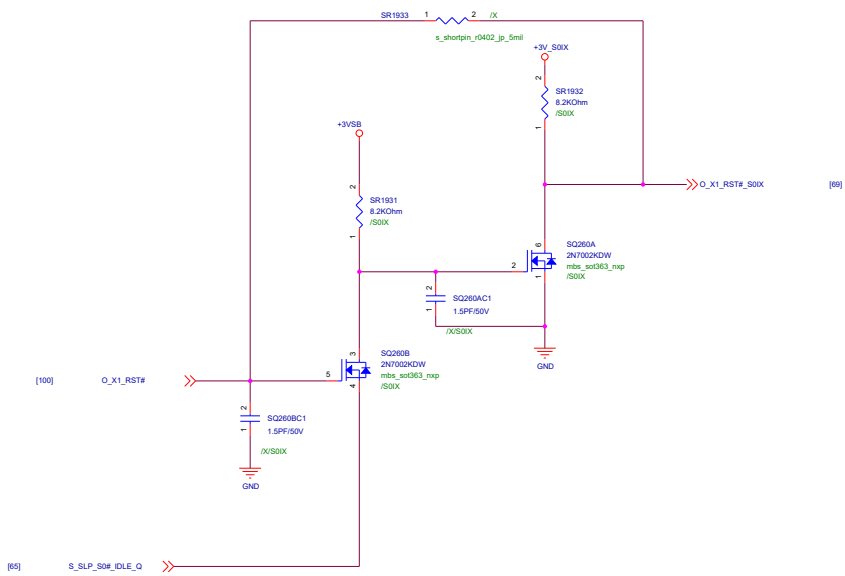 SR1933 1 2 /X
s_shortpin_r0402_jp_5mil
+3V_S0IX
2
SR1932
8.2KOhm
/S0IX
1
+3VSB
O_X1_RST#_S0IX [69]
2
SR1931
8.2KOhm
/S0IX
1
6
SQ260A
2N7002KDW
mbs_sot363_nxp
/S0IX
2
1
2
SQ260AC1
1
1.5PF/50V
/X/S0IX
GND
3
SQ260B
2N7002KDW
mbs_sot363_nxp
/S0IX
5
4
[100] O_X1_RST#
2
SQ260BC1
1
1.5PF/50V
/X/S0IX
GND
[65] S_SLP_S0#_IDLE_Q